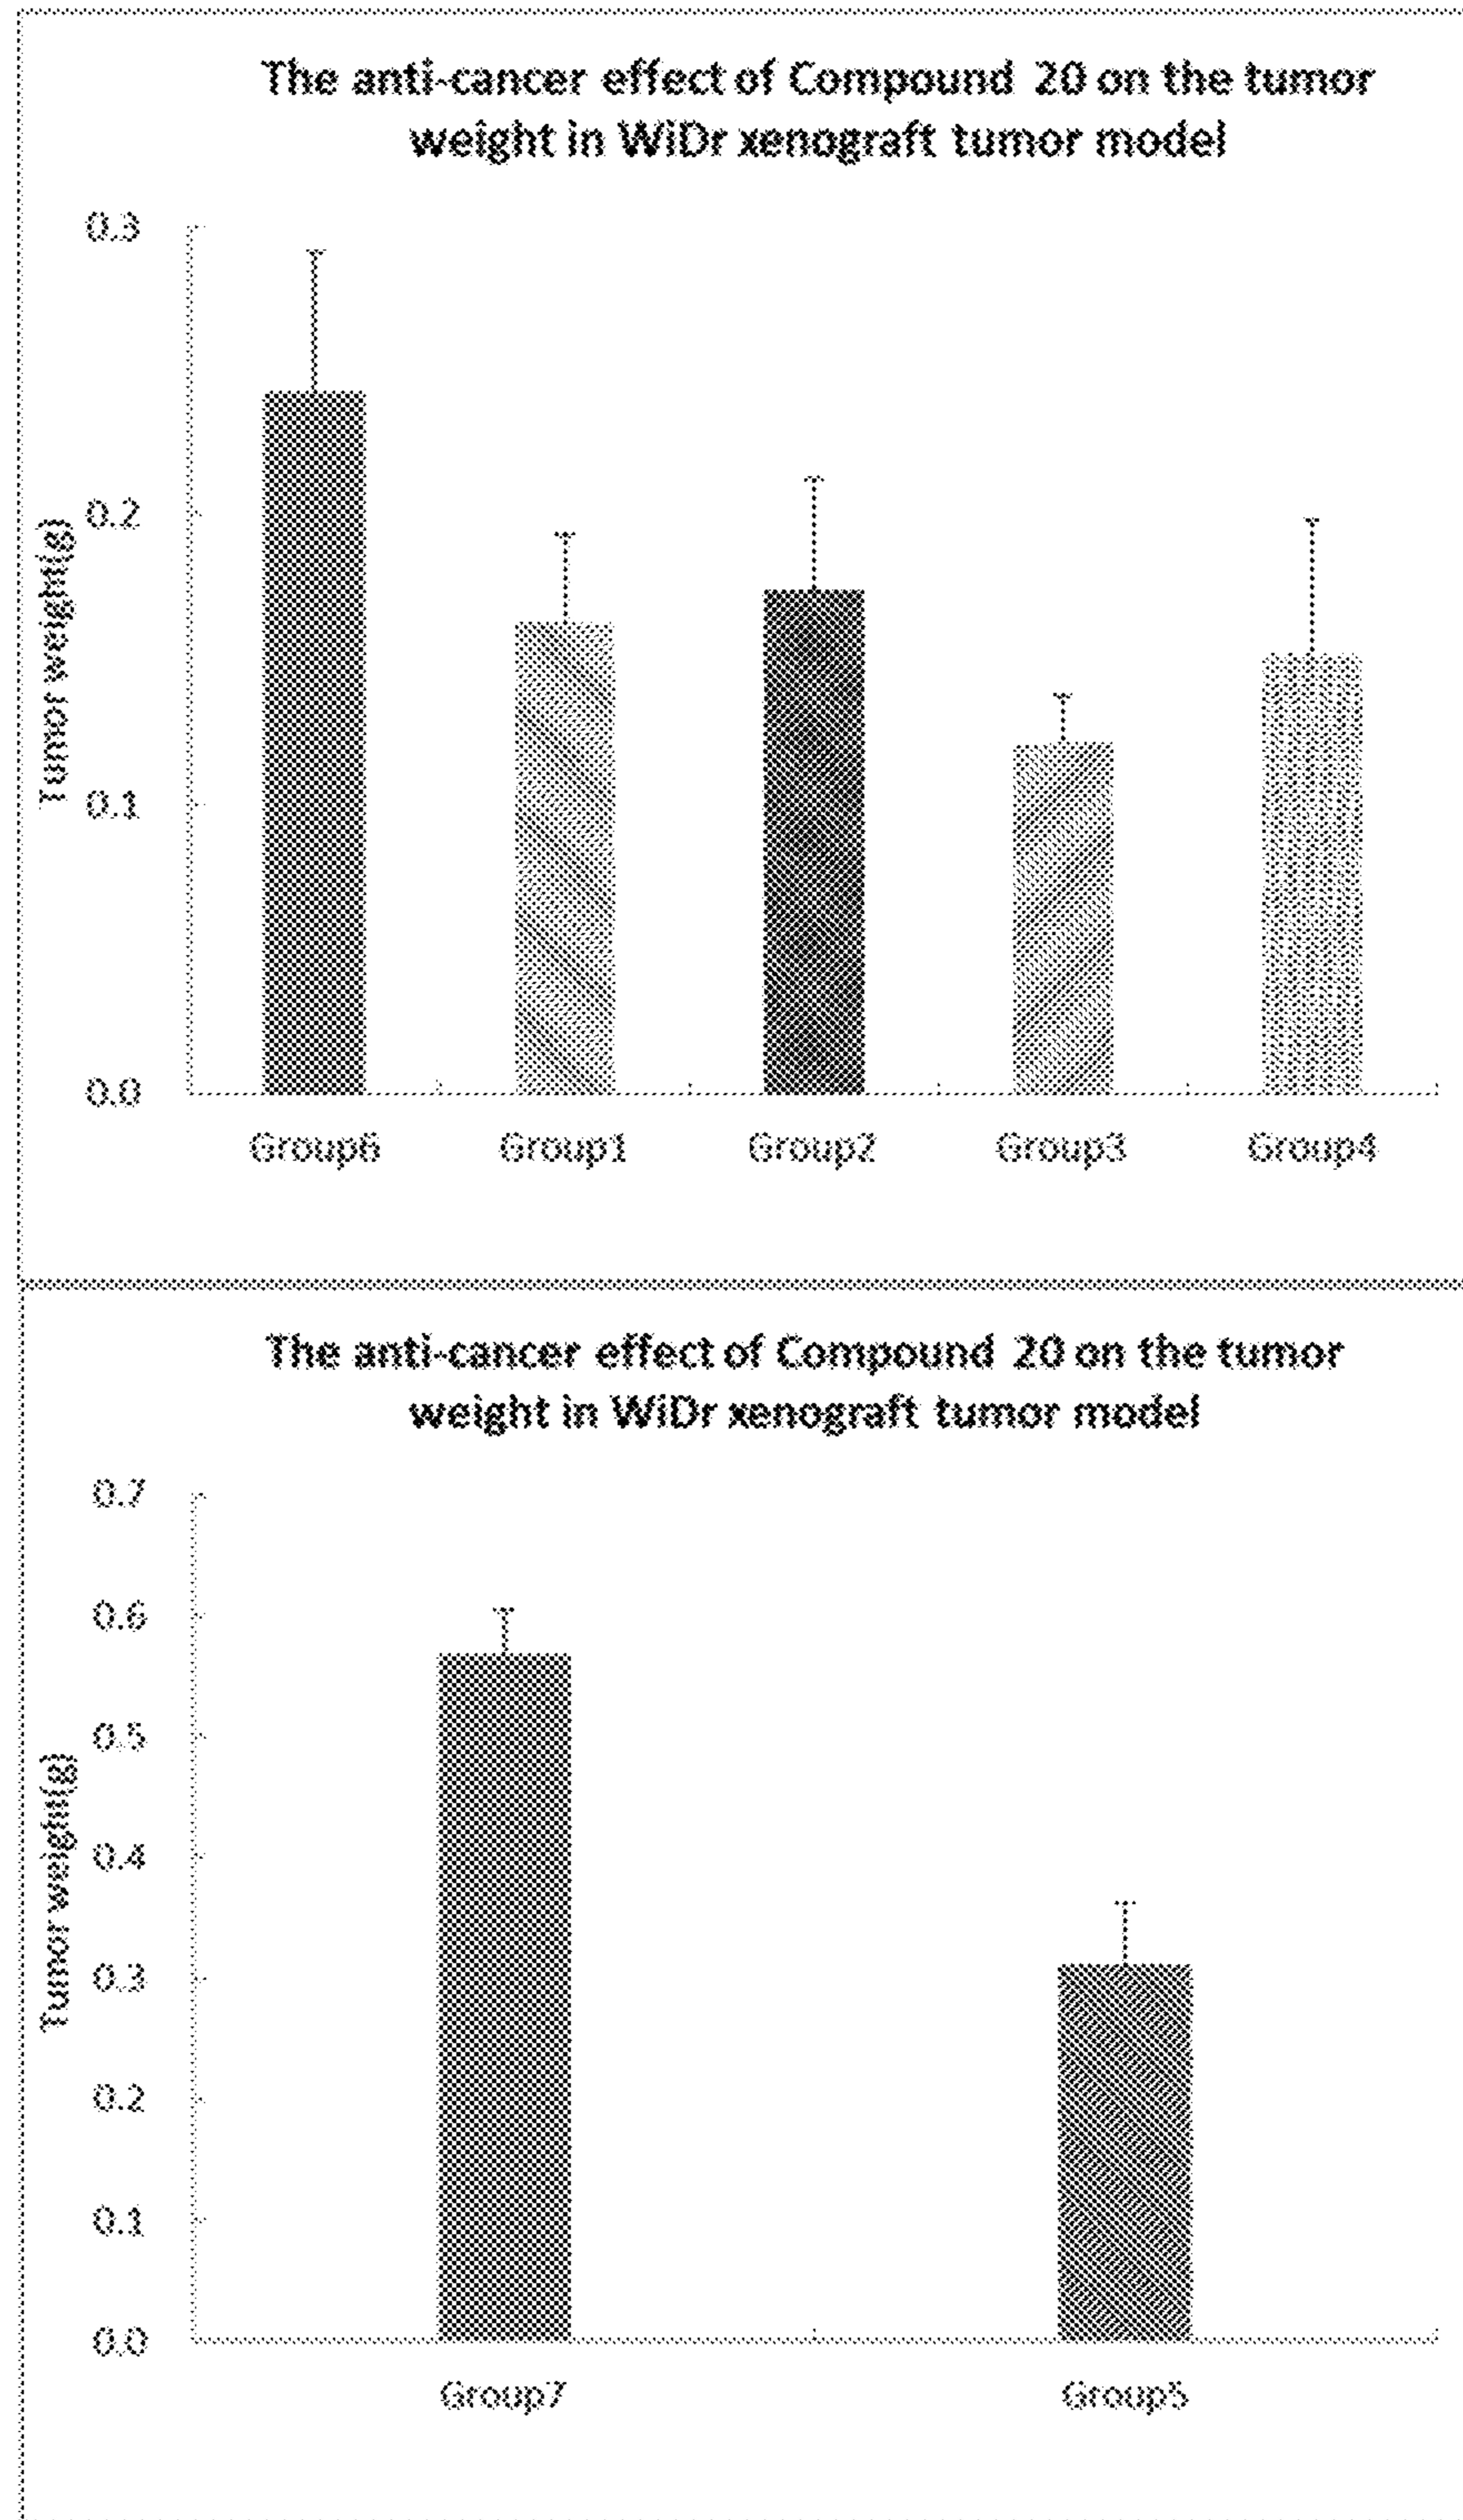 The anti-cancer effect of Compound 20 on the tumor
weight in WiDr xenograft tumor model
0.3
0.2
0.1
0.0
Tumor weight(g)
Group6
Group1
Group2
Group3
Group4
The anti-cancer effect of Compound 20 on the tumor
weight in WiDr xenograft tumor model
0.7
0.6
0.5
0.4
0.3
0.2
0.1
0.0
Tumor weight(g)
Group7
Group5